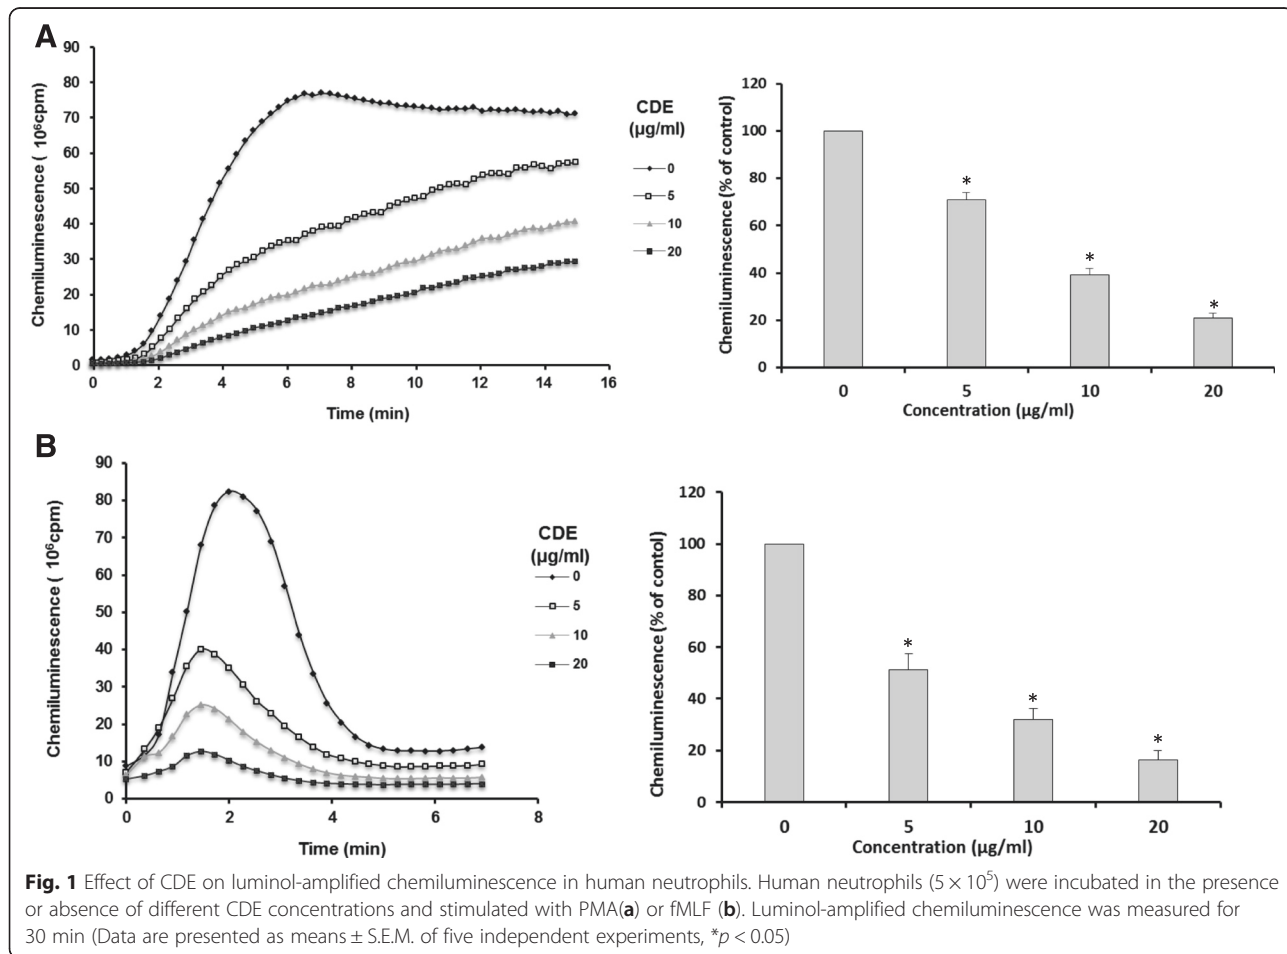 A
90
80
70
60
50
40
30
20
10
0
Chemiluminescence ( 10⁶cpm)
0 2 4 6 8 10 12 14 16
Time (min)
CDE
(µg/ml)
0
5
10
20
120
100
80
60
40
20
0
Chemiluminescence (% of control)
*
*
*
0 5 10 20
Concentration (µg/ml)
B
90
80
70
60
50
40
30
20
10
0
Chemiluminescence ( 10⁶cpm)
0 2 4 6 8
Time (min)
CDE
(µg/ml)
0
5
10
20
120
100
80
60
40
20
0
Chemiluminescence (% of contol)
*
*
*
0 5 10 20
Concentration (µg/ml)
Fig. 1 Effect of CDE on luminol-amplified chemiluminescence in human neutrophils. Human neutrophils (5 × 10⁵) were incubated in the presence
or absence of different CDE concentrations and stimulated with PMA(a) or fMLF (b). Luminol-amplified chemiluminescence was measured for
30 min (Data are presented as means ± S.E.M. of five independent experiments, *p < 0.05)